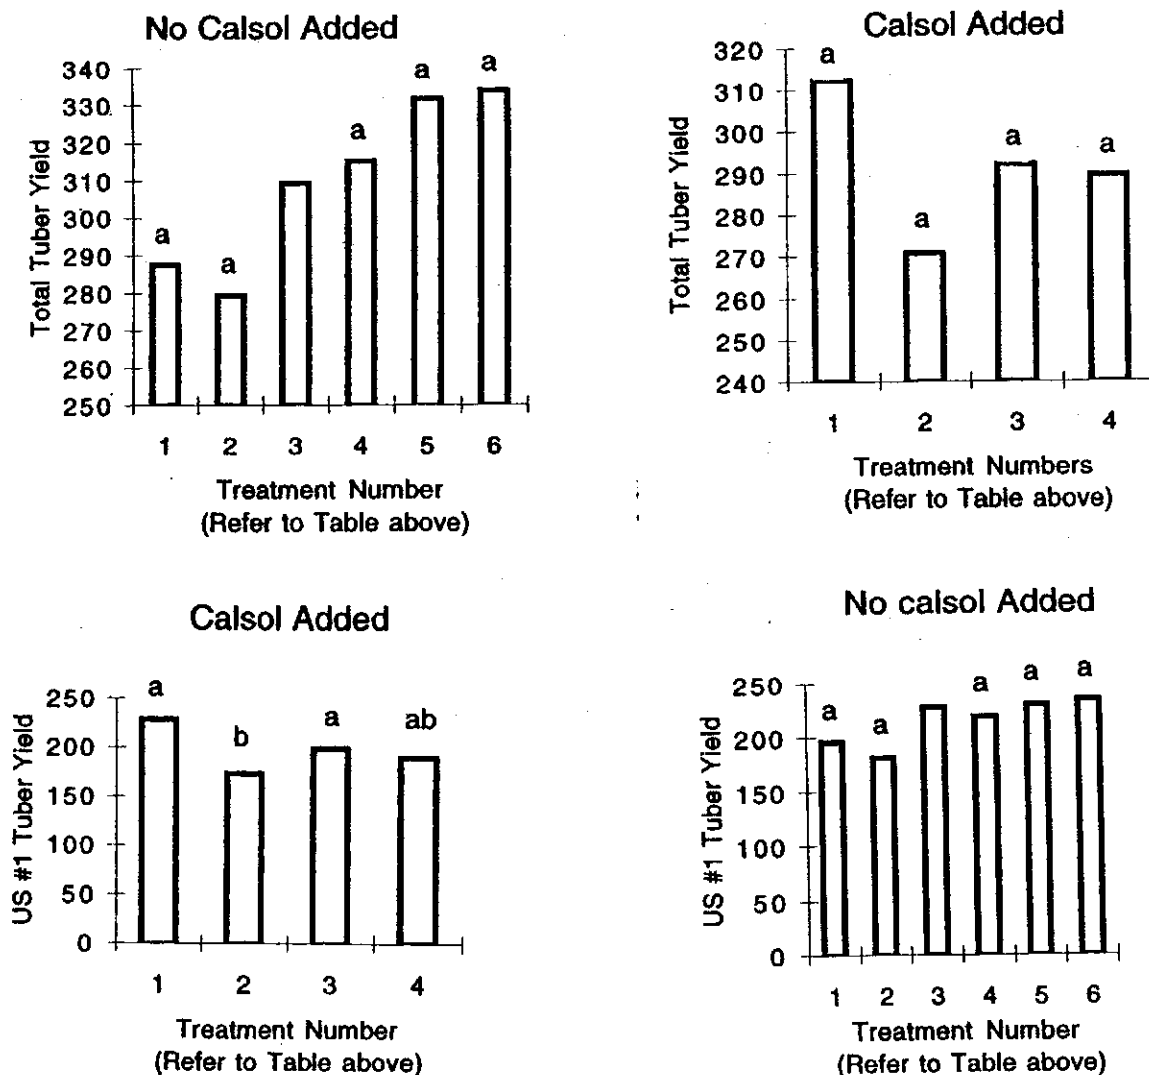 No Calsol Added
Total Tuber Yield
340
330
320
310
300
290
280
270
260
250
a
a
a
a
a
1
2
3
4
5
6
Treatment Number
(Refer to Table above)
Calsol Added
Total Tuber Yield
320
310
300
290
280
270
260
250
240
a
a
a
a
1
2
3
4
Treatment Numbers
(Refer to Table above)
Calsol Added
US #1 Tuber Yield
250
200
150
100
50
0
a
b
a
ab
1
2
3
4
Treatment Number
(Refer to Table above)
No calsol Added
US #1 Tuber Yield
250
200
150
100
50
0
a
a
a
a
a
1
2
3
4
5
6
Treatment Number
(Refer to Table above)